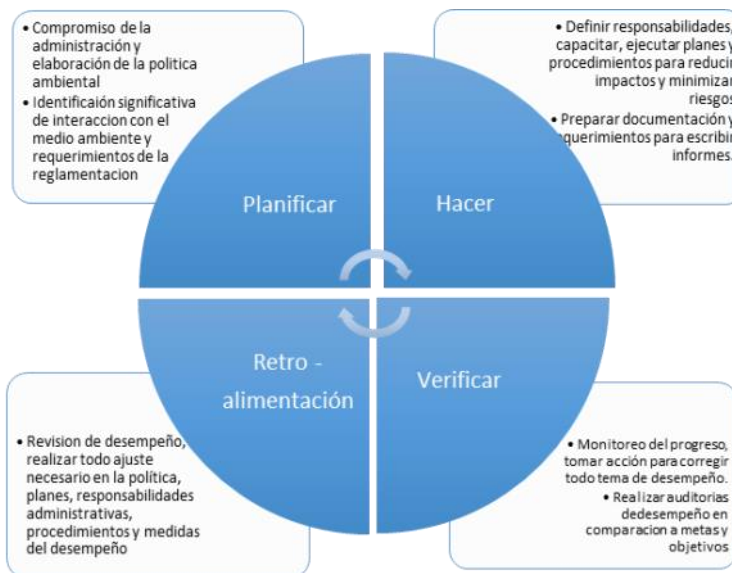 • Compromiso de la
administración y
elaboración de la politica
ambiental
• Identificaión significativa
de interaccion con el
medio ambiente y
requerimientos de la
reglamentacion
• Definir responsabilidades,
capacitar, ejecutar planes y
procedimientos para reducir
impactos y minimizar
riesgos
• Preparar documentación y
equerimientos para escribir
informes.
Planificar
Hacer
Retro -
alimentación
Verificar
• Revision de desempeño,
realizar todo ajuste
necesario en la política,
planes, responsabilidades
administrativas,
procedimientos y medidas
del desempeño
• Monitoreo del progreso,
tomar acción para corregir
todo tema de desempeño.
• Realizar auditorias
dedesempeño en
comparacion a metas y
objetivos